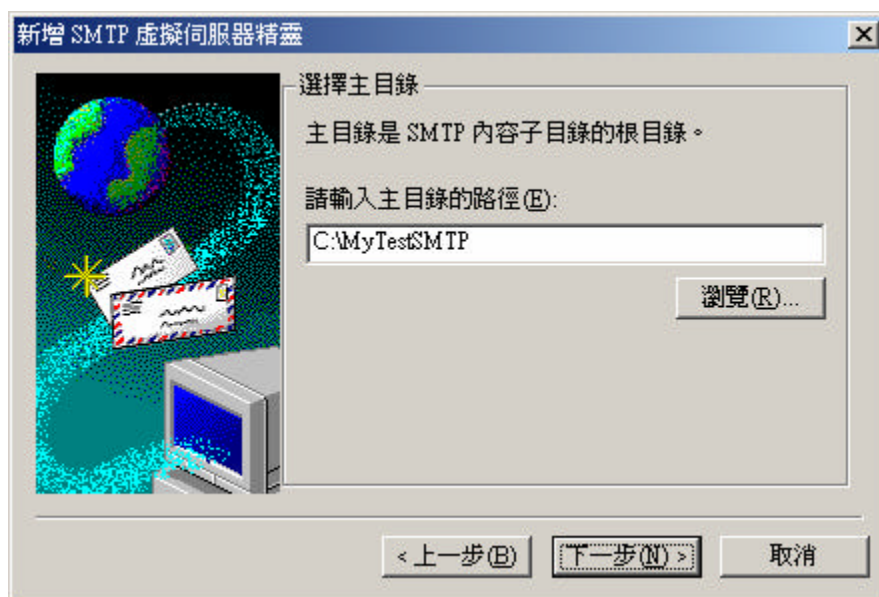 新增 SMTP 虛擬伺服器精靈
選擇主目錄
主目錄是 SMTP 內容子目錄的根目錄。
請輸入主目錄的路徑(E):
C:\MyTestSMTP
瀏覽(R)...
<上一步(B) 下一步(N) > 取消